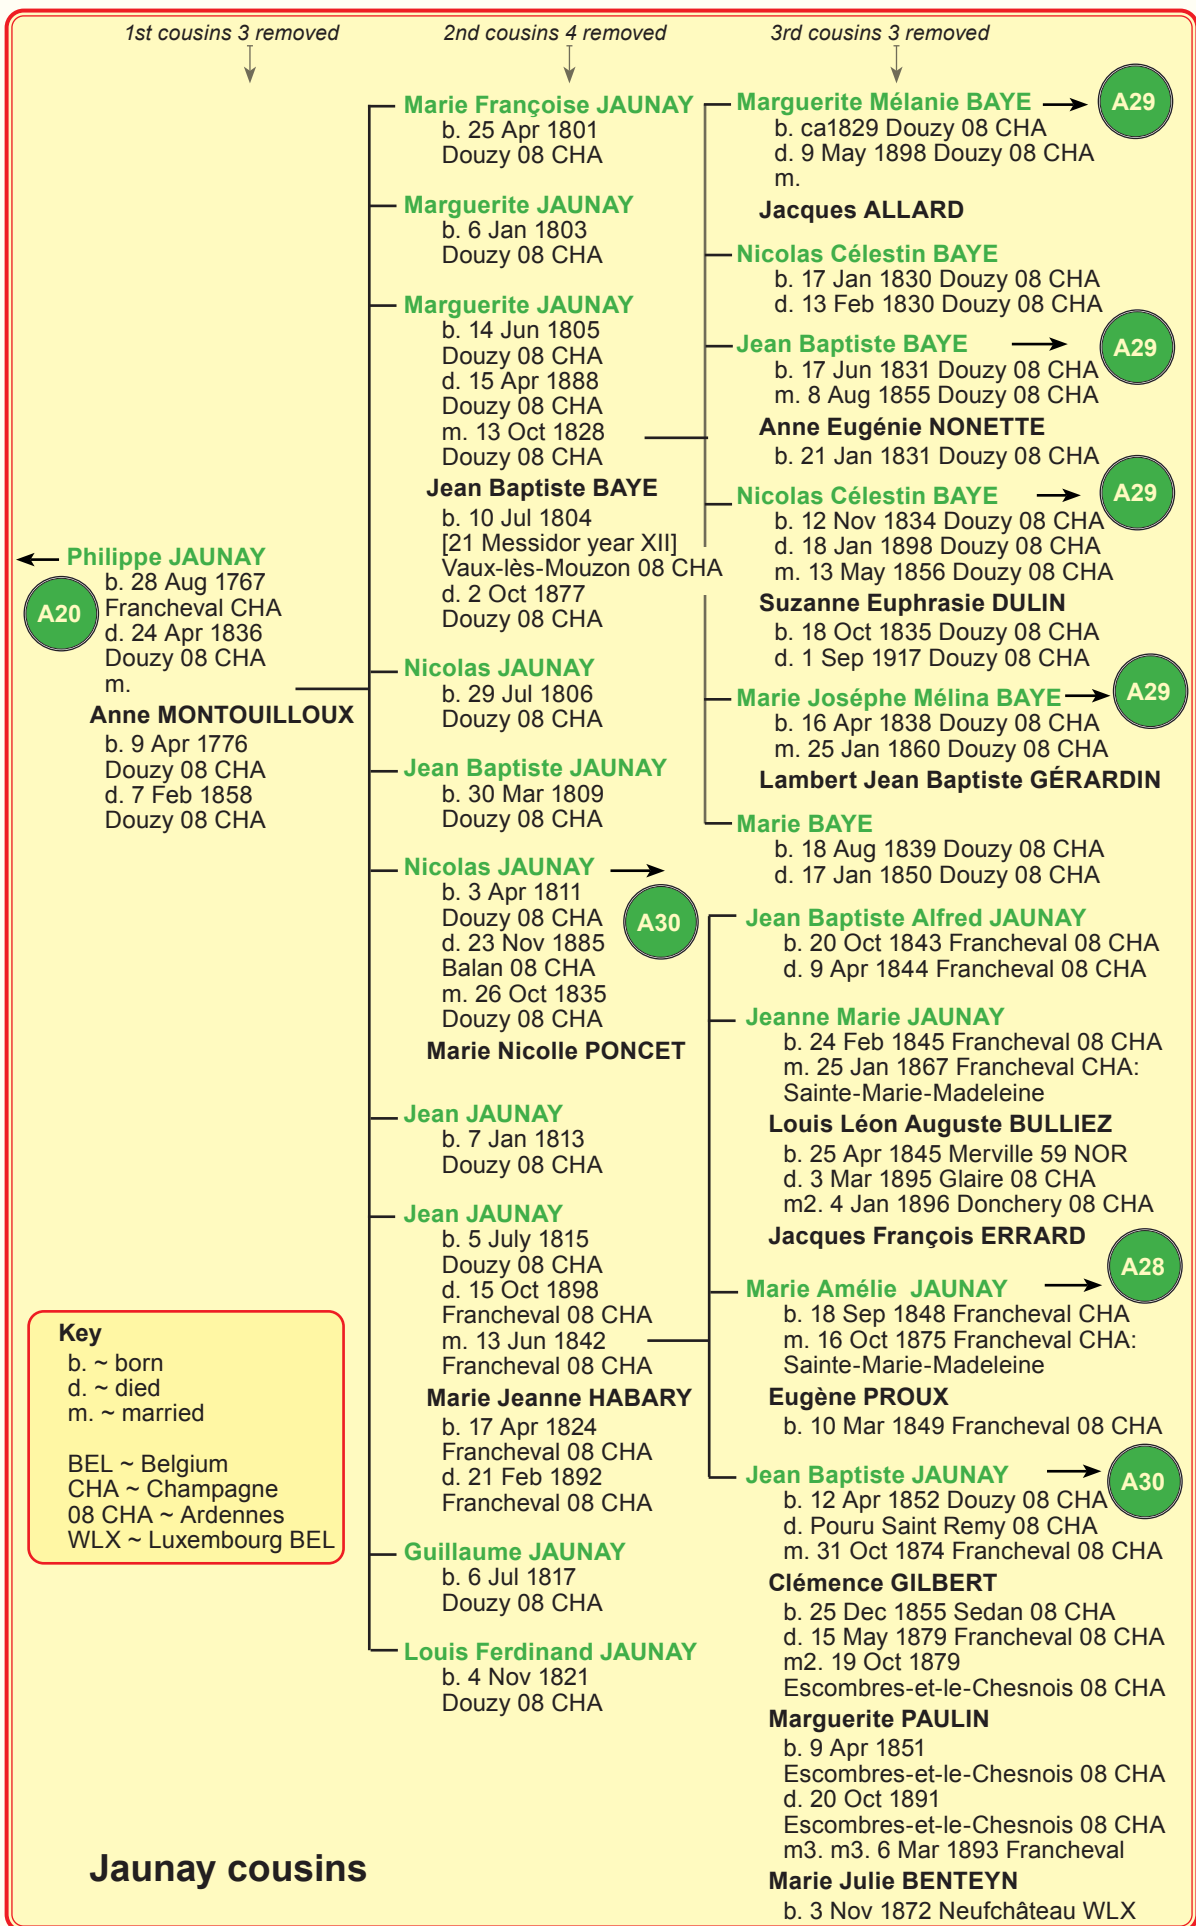 1st cousins 3 removed
2nd cousins 4 removed
3rd cousins 3 removed
Philippe JAUNAY
A20
b. 28 Aug 1767
Francheval CHA
d. 24 Apr 1836
Douzy 08 CHA
m.
Anne MONTOUILLOUX
b. 9 Apr 1776
Douzy 08 CHA
d. 7 Feb 1858
Douzy 08 CHA
Marie Françoise JAUNAY
b. 25 Apr 1801
Douzy 08 CHA
Marguerite JAUNAY
b. 6 Jan 1803
Douzy 08 CHA
Marguerite JAUNAY
b. 14 Jun 1805
Douzy 08 CHA
d. 15 Apr 1888
Douzy 08 CHA
m. 13 Oct 1828
Douzy 08 CHA
Jean Baptiste BAYE
b. 10 Jul 1804
[21 Messidor year XII]
Vaux-lès-Mouzon 08 CHA
d. 2 Oct 1877
Douzy 08 CHA
Nicolas JAUNAY
b. 29 Jul 1806
Douzy 08 CHA
Jean Baptiste JAUNAY
b. 30 Mar 1809
Douzy 08 CHA
Nicolas JAUNAY
A30
b. 3 Apr 1811
Douzy 08 CHA
d. 23 Nov 1885
Balan 08 CHA
m. 26 Oct 1835
Douzy 08 CHA
Marie Nicolle PONCET
Jean JAUNAY
b. 7 Jan 1813
Douzy 08 CHA
Jean JAUNAY
b. 5 July 1815
Douzy 08 CHA
d. 15 Oct 1898
Francheval 08 CHA
m. 13 Jun 1842
Francheval 08 CHA
Marie Jeanne HABARY
b. 17 Apr 1824
Francheval 08 CHA
d. 21 Feb 1892
Francheval 08 CHA
Guillaume JAUNAY
b. 6 Jul 1817
Douzy 08 CHA
Louis Ferdinand JAUNAY
b. 4 Nov 1821
Douzy 08 CHA
Marguerite Mélanie BAYE
A29
b. ca1829 Douzy 08 CHA
d. 9 May 1898 Douzy 08 CHA
m.
Jacques ALLARD
Nicolas Célestin BAYE
b. 17 Jan 1830 Douzy 08 CHA
d. 13 Feb 1830 Douzy 08 CHA
Jean Baptiste BAYE
A29
b. 17 Jun 1831 Douzy 08 CHA
m. 8 Aug 1855 Douzy 08 CHA
Anne Eugénie NONETTE
b. 21 Jan 1831 Douzy 08 CHA
Nicolas Célestin BAYE
A29
b. 12 Nov 1834 Douzy 08 CHA
d. 18 Jan 1898 Douzy 08 CHA
m. 13 May 1856 Douzy 08 CHA
Suzanne Euphrasie DULIN
b. 18 Oct 1835 Douzy 08 CHA
d. 1 Sep 1917 Douzy 08 CHA
Marie Joséphe Mélina BAYE
A29
b. 16 Apr 1838 Douzy 08 CHA
m. 25 Jan 1860 Douzy 08 CHA
Lambert Jean Baptiste GÉRARDIN
Marie BAYE
b. 18 Aug 1839 Douzy 08 CHA
d. 17 Jan 1850 Douzy 08 CHA
Jean Baptiste Alfred JAUNAY
b. 20 Oct 1843 Francheval 08 CHA
d. 9 Apr 1844 Francheval 08 CHA
Jeanne Marie JAUNAY
b. 24 Feb 1845 Francheval 08 CHA
m. 25 Jan 1867 Francheval CHA:
Sainte-Marie-Madeleine
Louis Léon Auguste BULLIEZ
b. 25 Apr 1845 Merville 59 NOR
d. 3 Mar 1895 Glaire 08 CHA
m2. 4 Jan 1896 Donchery 08 CHA
Jacques François ERRARD
Marie Amélie JAUNAY
A28
b. 18 Sep 1848 Francheval CHA
m. 16 Oct 1875 Francheval CHA:
Sainte-Marie-Madeleine
Eugène PROUX
b. 10 Mar 1849 Francheval 08 CHA
Jean Baptiste JAUNAY
A30
b. 12 Apr 1852 Douzy 08 CHA
d. Pouru Saint Remy 08 CHA
m. 31 Oct 1874 Francheval 08 CHA
Clémence GILBERT
b. 25 Dec 1855 Sedan 08 CHA
d. 15 May 1879 Francheval 08 CHA
m2. 19 Oct 1879
Escombres-et-le-Chesnois 08 CHA
Marguerite PAULIN
b. 9 Apr 1851
Escombres-et-le-Chesnois 08 CHA
d. 20 Oct 1891
Escombres-et-le-Chesnois 08 CHA
m3. m3. 6 Mar 1893 Francheval
Marie Julie BENTEYN
b. 3 Nov 1872 Neufchâteau WLX
Key
b. ~ born
d. ~ died
m. ~ married
BEL ~ Belgium
CHA ~ Champagne
08 CHA ~ Ardennes
WLX ~ Luxembourg BEL
Jaunay cousins